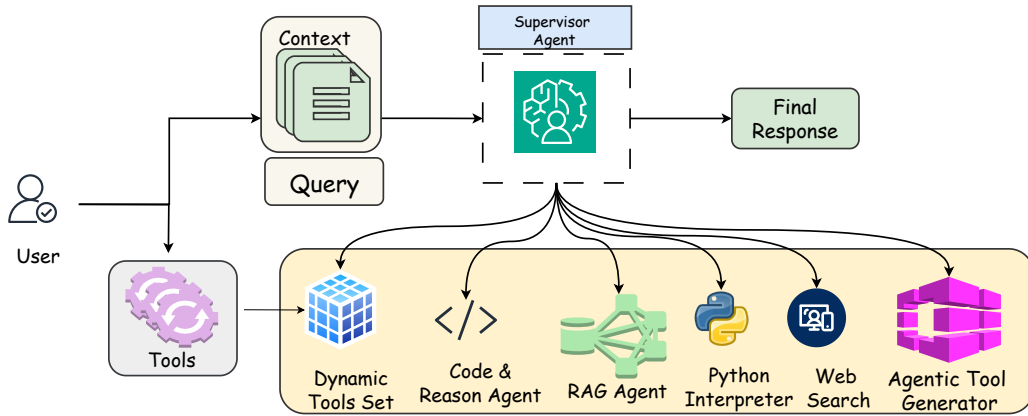 Context
Supervisor
Agent
Final
Response
Query
User
Tools
Dynamic
Tools Set
</>
Code &
Reason Agent
RAG Agent
Python
Interpreter
Web
Search
Agentic Tool
Generator